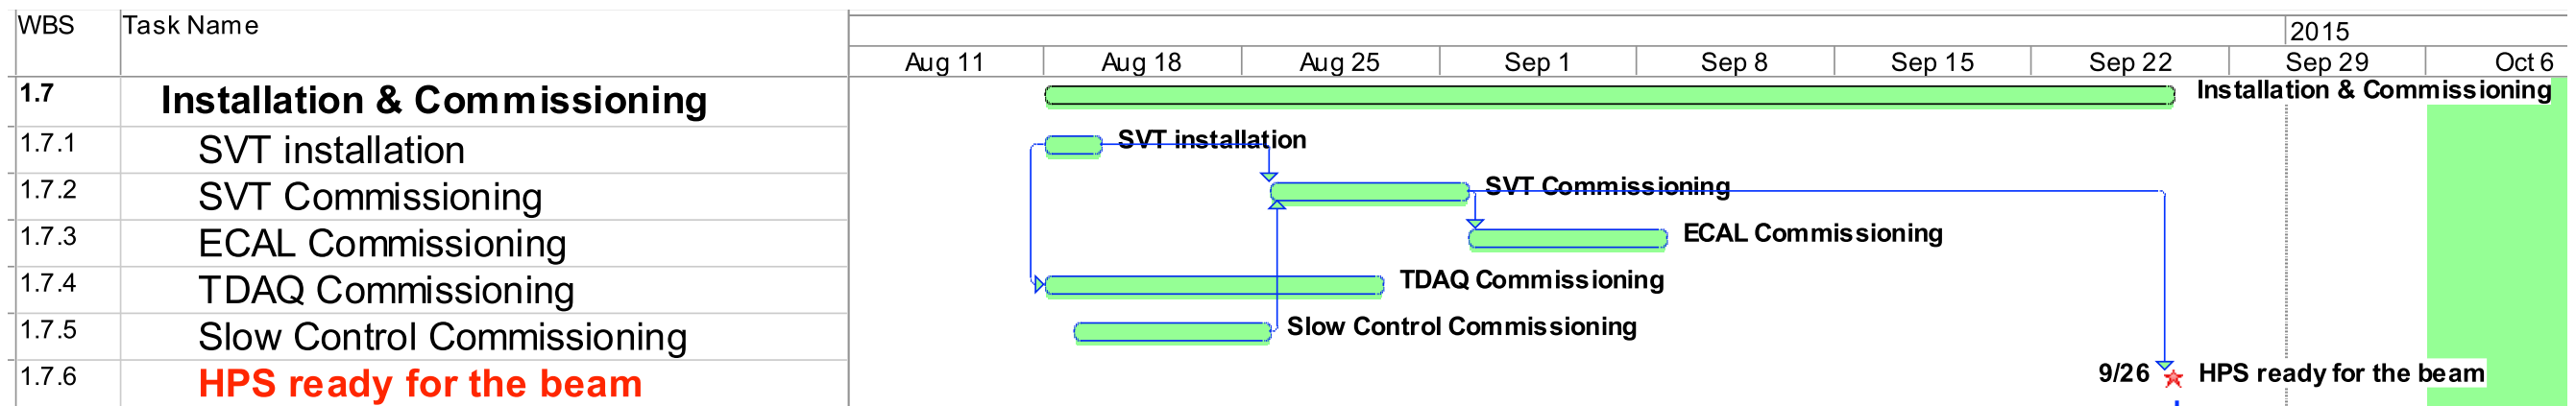 WBS Task Name 2015
Aug 11 Aug 18 Aug 25 Sep 1 Sep 8 Sep 15 Sep 22 Sep 29 Oct 6
1.7 Installation & Commissioning Installation & Commissioning
1.7.1 SVT installation SVT installation
1.7.2 SVT Commissioning SVT Commissioning
1.7.3 ECAL Commissioning ECAL Commissioning
1.7.4 TDAQ Commissioning TDAQ Commissioning
1.7.5 Slow Control Commissioning Slow Control Commissioning
1.7.6 HPS ready for the beam 9/26 HPS ready for the beam